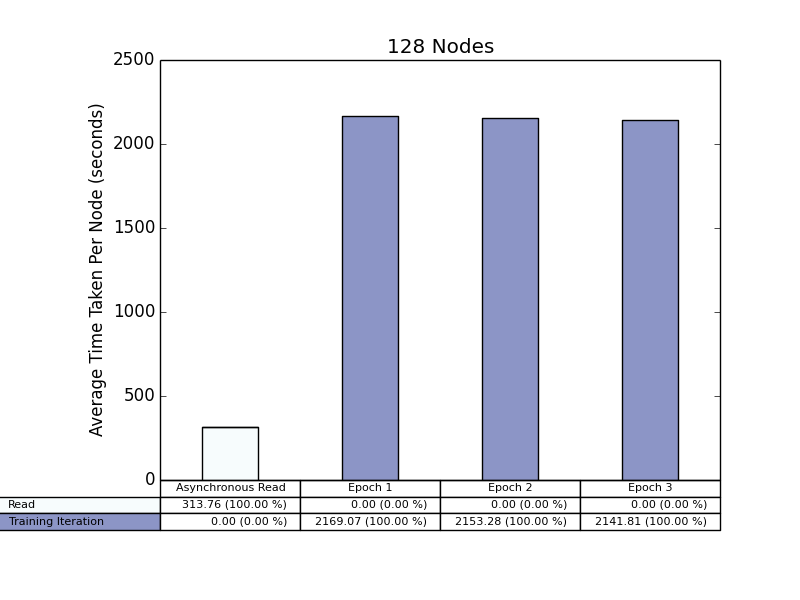 128 Nodes
2500
2000
1500
1000
500
0
Average Time Taken Per Node (seconds)
Asynchronous Read Epoch 1 Epoch 2 Epoch 3
Read 313.76 (100.00 %) 0.00 (0.00 %) 0.00 (0.00 %) 0.00 (0.00 %)
Training Iteration 0.00 (0.00 %) 2169.07 (100.00 %) 2153.28 (100.00 %) 2141.81 (100.00 %)